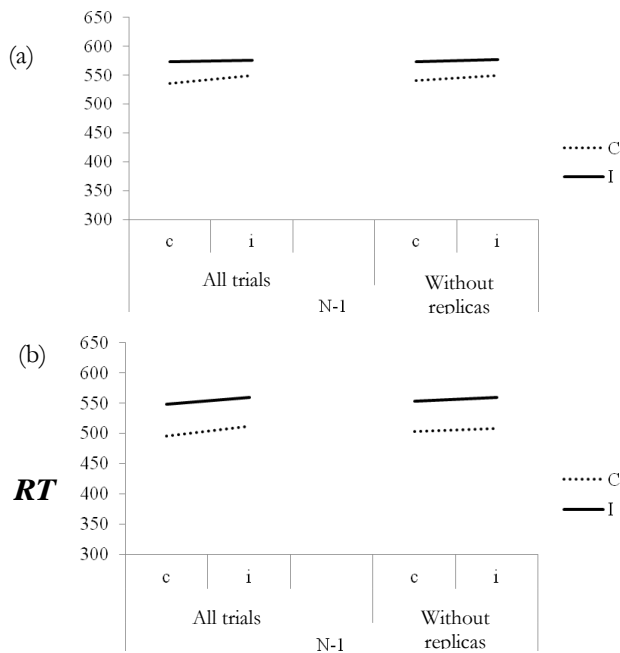 (a)
650
600
550
500
450
400
350
300
c i c i
All trials Without
replicas
N-1
C
I
(b)
650
600
550
500
450
400
350
300
RT
c i c i
All trials Without
replicas
N-1
C
I